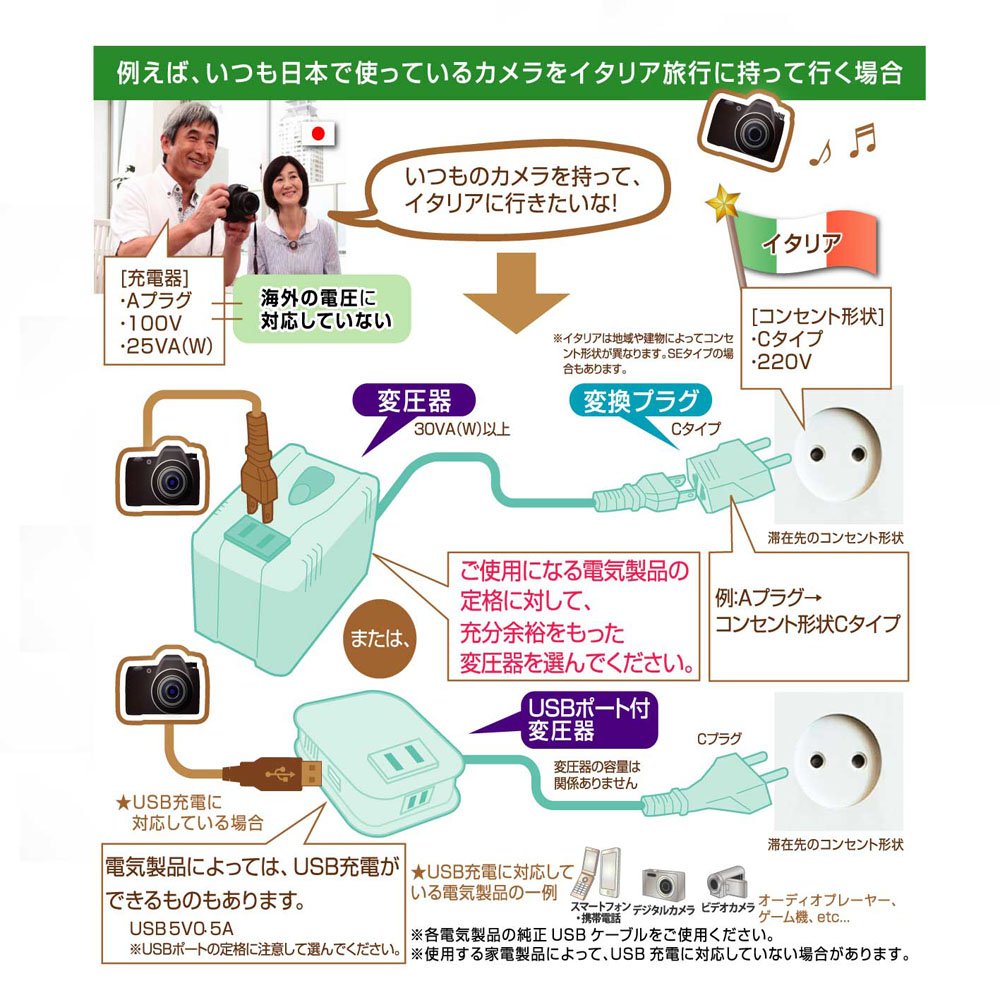 例えば、いつも日本で使っているカメラをイタリア旅行に持って行く場合
いつものカメラを持って、
イタリアに行きたいな!
イタリア
[充電器]
・Aプラグ
・100V
・25VA(W)
海外の電圧に
対応していない
[コンセント形状]
・Cタイプ
・220V
※イタリアは地域や建物によってコンセ
ント形状が異なります。SEタイプの場
合もあります。
変圧器
30VA(W)以上
変換プラグ
Cタイプ
滞在先のコンセント形状
ご使用になる電気製品の
定格に対して、
充分余裕をもった
変圧器を選んでください。
例:Aプラグ→
コンセント形状Cタイプ
または、
USBポート付
変圧器
変圧器の容量は
関係ありません
Cプラグ
滞在先のコンセント形状
★USB充電に
対応している場合
電気製品によっては、USB充電が
できるものもあります。
USB5V0.5A
※USBポートの定格に注意して選んでください。
★USB充電に対応して
いる電気製品の一例
スマートフォン
・携帯電話
デジタルカメラ
ビデオカメラ
オーディオプレーヤー、
ゲーム機、etc...
※各電気製品の純正USBケーブルをご使用ください。
※使用する家電製品によって、USB充電に対応していない場合があります。